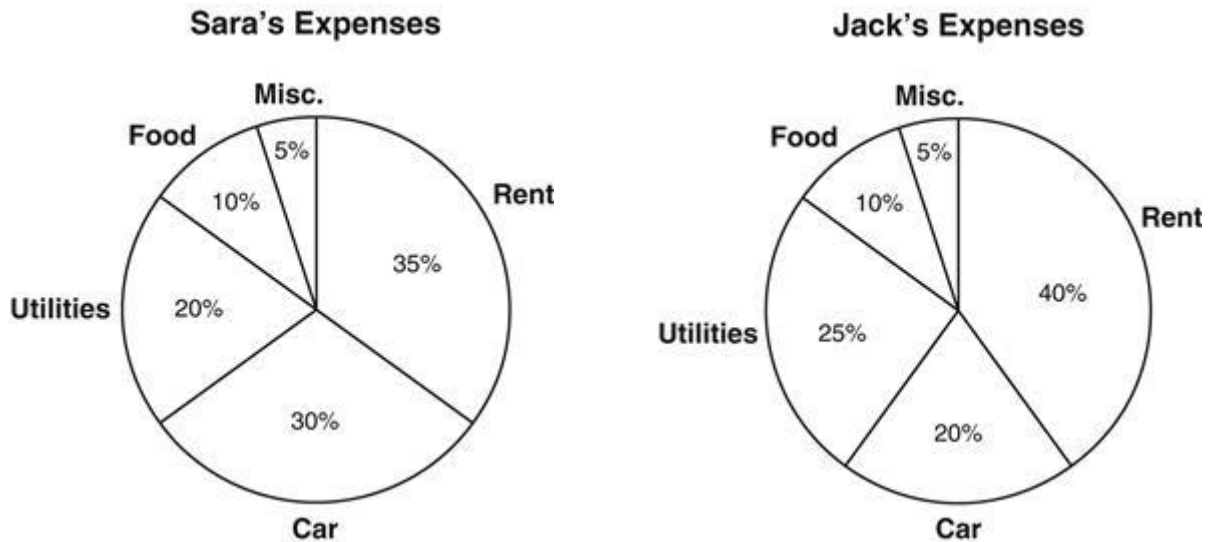 Sara's Expenses
Misc.
Food
5%
10%
Rent
35%
Utilities
20%
30%
Car
Jack's Expenses
Misc.
Food
5%
10%
Rent
40%
Utilities
25%
20%
Car